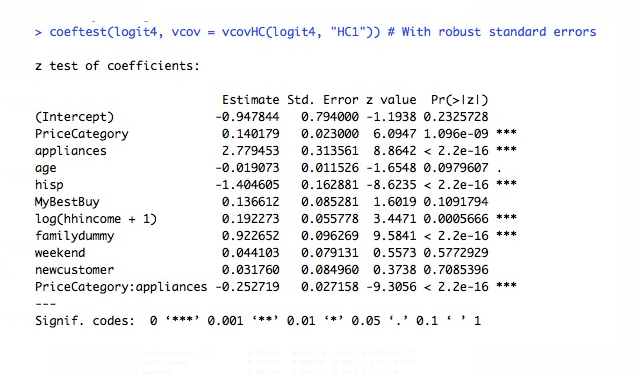 > coeftest(logit4, vcov = vcovHC(logit4, "HC1")) # With robust standard errors
z test of coefficients:
Estimate Std. Error z value Pr(>|z|)
(Intercept) -0.947844 0.794000 -1.1938 0.2325728
PriceCategory 0.140179 0.023000 6.0947 1.096e-09 ***
appliances 2.779453 0.313561 8.8642 < 2.2e-16 ***
age -0.019073 0.011526 -1.6548 0.0979607 .
hisp -1.404605 0.162881 -8.6235 < 2.2e-16 ***
MyBestBuy 0.136612 0.085281 1.6019 0.1091794
log(hhincome + 1) 0.192273 0.055778 3.4471 0.0005666 ***
familydummy 0.922652 0.096269 9.5841 < 2.2e-16 ***
weekend 0.044103 0.079131 0.5573 0.5772929
newcustomer 0.031760 0.084960 0.3738 0.7085396
PriceCategory:appliances -0.252719 0.027158 -9.3056 < 2.2e-16 ***
---
Signif. codes: 0 ‘***’ 0.001 ‘**’ 0.01 ‘*’ 0.05 ‘.’ 0.1 ‘ ’ 1